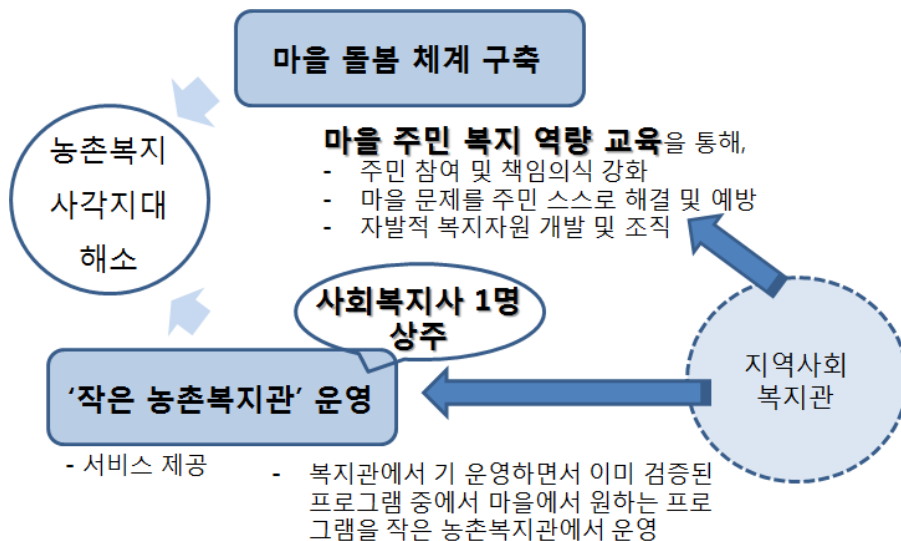 마을 돌봄 체계 구축
농촌복지
사각지대
해소
마을 주민 복지 역량 교육을 통해,
- 주민 참여 및 책임의식 강화
- 마을 문제를 주민 스스로 해결 및 예방
- 자발적 복지자원 개발 및 조직
사회복지사 1명
상주
지역사회
복지관
‘작은 농촌복지관’ 운영
- 서비스 제공
- 복지관에서 기 운영하면서 이미 검증된
프로그램 중에서 마을에서 원하는 프로
그램을 작은 농촌복지관에서 운영